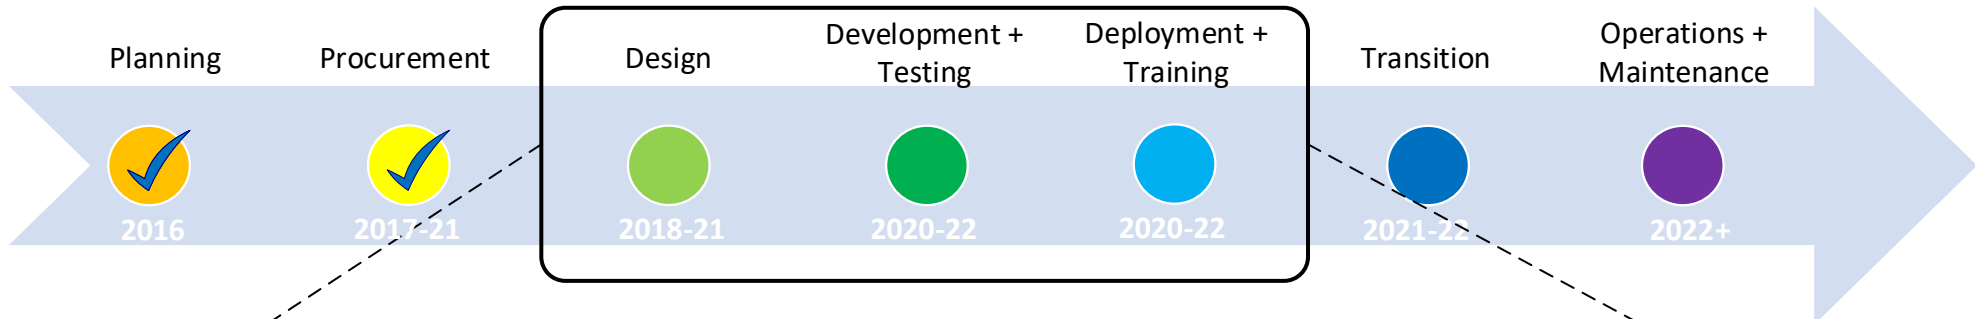 Planning
Procurement
Design
Development +
Testing
Deployment +
Training
Transition
Operations +
Maintenance
2016
2017-21
2018-21
2020-22
2020-22
2021-22
2022+